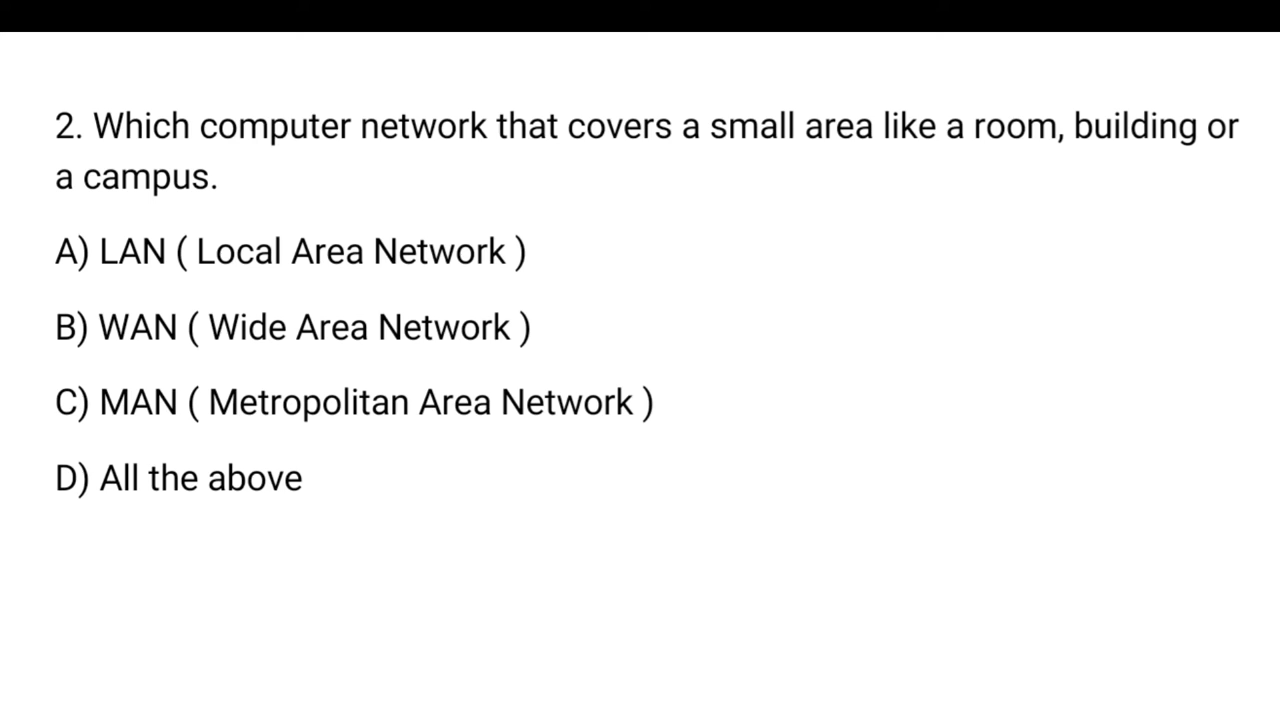 2. Which computer network that covers a small area like a room, building or
a campus.
A) LAN ( Local Area Network )
B) WAN ( Wide Area Network )
C) MAN ( Metropolitan Area Network )
D) All the above